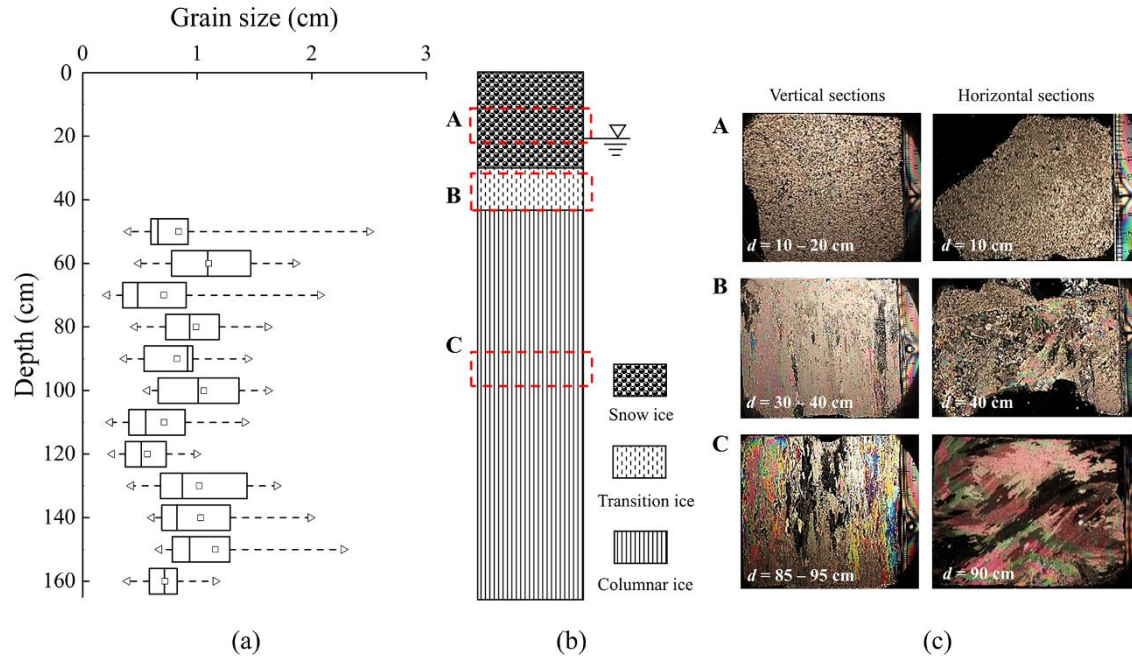 Grain size (cm)
0 1 2 3
Depth (cm)
0
20
40
60
80
100
120
140
160
(a)
A
B
C
Snow ice
Transition ice
Columnar ice
(b)
Vertical sections Horizontal sections
A
d = 10 – 20 cm d = 10 cm
B
d = 30 – 40 cm d = 40 cm
C
d = 85 – 95 cm d = 90 cm
(c)